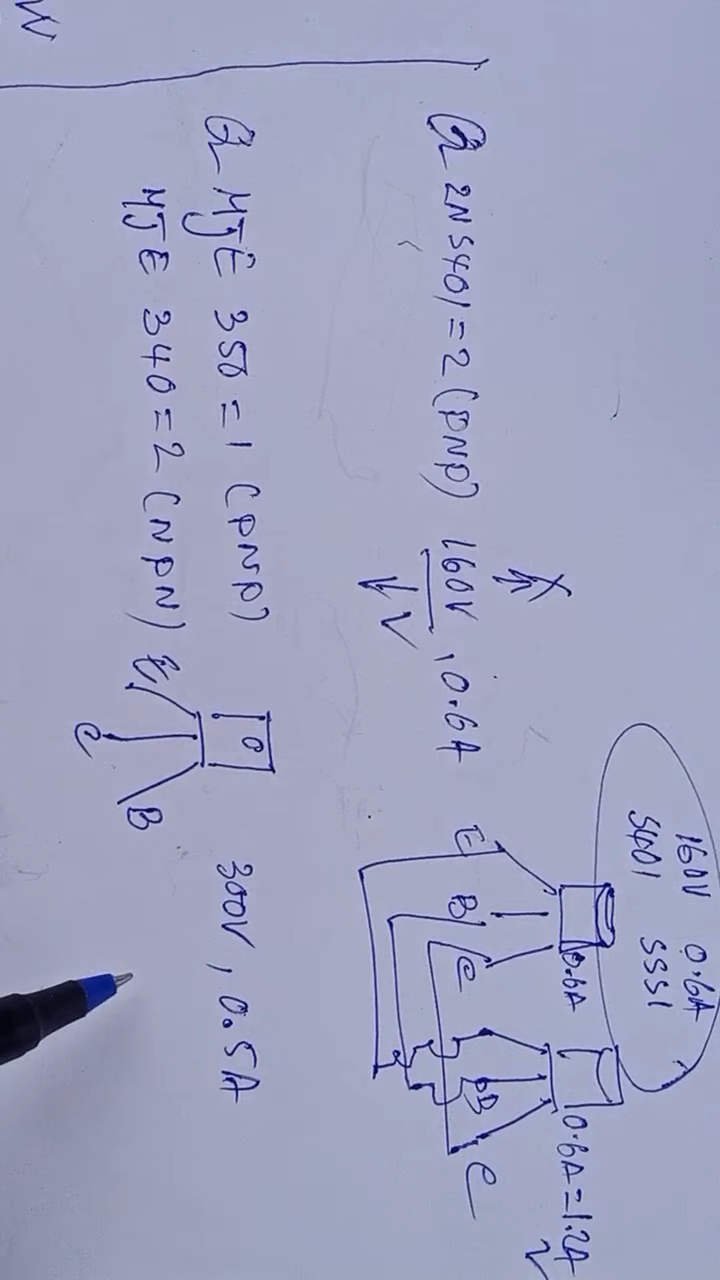 160V 0.6A
5401 5551
Q 2N5401 = 2 (PNP) 160V, 0.6A
E B C
0.6A
B C
0.6A = 1.2A
Q MJE 350 = 1 (PNP)
MJE 340 = 2 (NPN)
E C B
300V, 0.5A